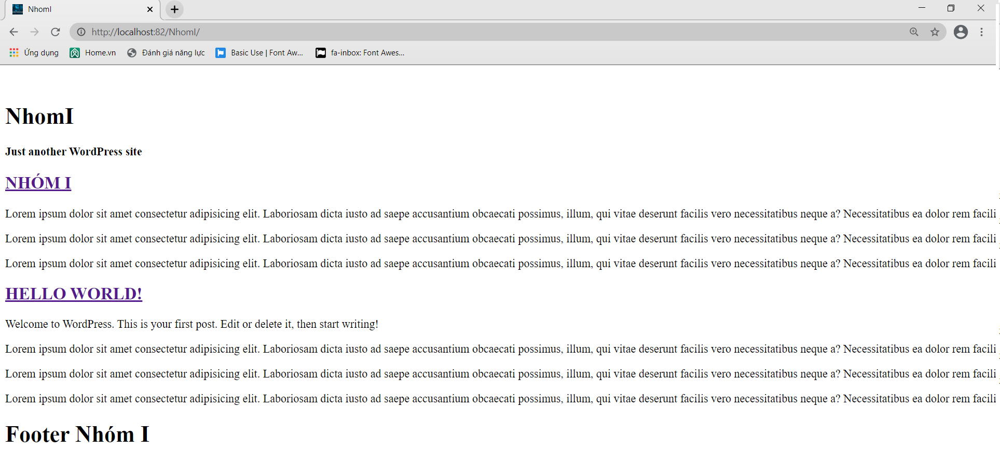 NhomI
http://localhost:82/NhomI/
Ứng dụng Home.vn Đánh giá năng lực Basic Use | Font Aw... fa-inbox: Font Awes...
NhomI
Just another WordPress site
NHÓM I
Lorem ipsum dolor sit amet consectetur adipisicing elit. Laboriosam dicta iusto ad saepe accusantium obcaecati possimus, illum, qui vitae deserunt facilis vero necessitatibus neque a? Necessitatibus ea dolor rem facili
Lorem ipsum dolor sit amet consectetur adipisicing elit. Laboriosam dicta iusto ad saepe accusantium obcaecati possimus, illum, qui vitae deserunt facilis vero necessitatibus neque a? Necessitatibus ea dolor rem facili
Lorem ipsum dolor sit amet consectetur adipisicing elit. Laboriosam dicta iusto ad saepe accusantium obcaecati possimus, illum, qui vitae deserunt facilis vero necessitatibus neque a? Necessitatibus ea dolor rem facili
HELLO WORLD!
Welcome to WordPress. This is your first post. Edit or delete it, then start writing!
Lorem ipsum dolor sit amet consectetur adipisicing elit. Laboriosam dicta iusto ad saepe accusantium obcaecati possimus, illum, qui vitae deserunt facilis vero necessitatibus neque a? Necessitatibus ea dolor rem facili
Lorem ipsum dolor sit amet consectetur adipisicing elit. Laboriosam dicta iusto ad saepe accusantium obcaecati possimus, illum, qui vitae deserunt facilis vero necessitatibus neque a? Necessitatibus ea dolor rem facili
Lorem ipsum dolor sit amet consectetur adipisicing elit. Laboriosam dicta iusto ad saepe accusantium obcaecati possimus, illum, qui vitae deserunt facilis vero necessitatibus neque a? Necessitatibus ea dolor rem facili
Footer Nhóm I